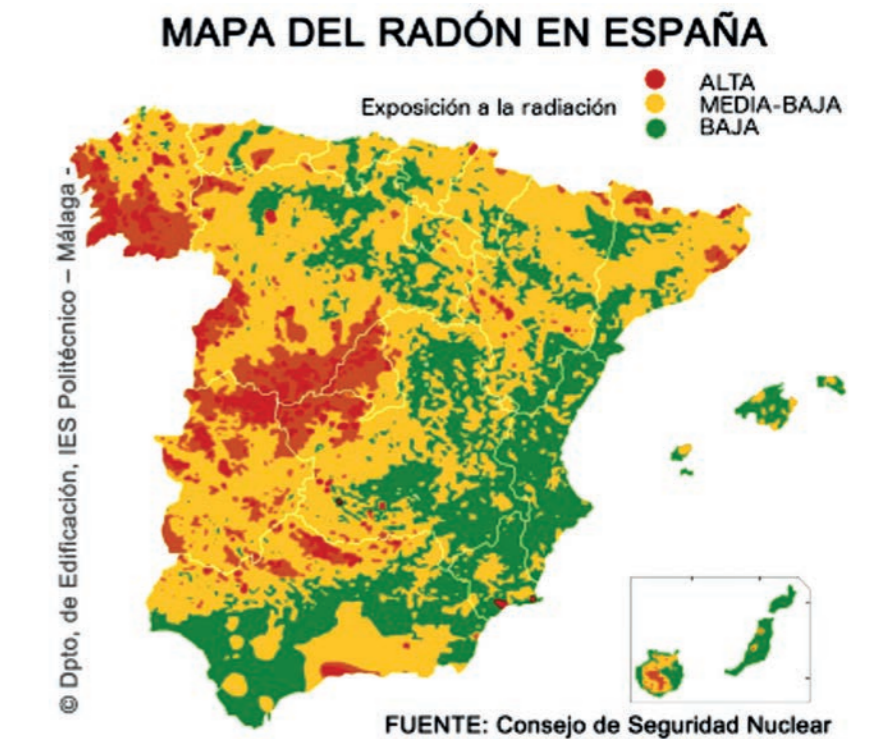 MAPA DEL RADÓN EN ESPAÑA
Exposición a la radiación
ALTA
MEDIA-BAJA
BAJA
© Dpto, de Edificación, IES Politécnico – Málaga -
FUENTE: Consejo de Seguridad Nuclear